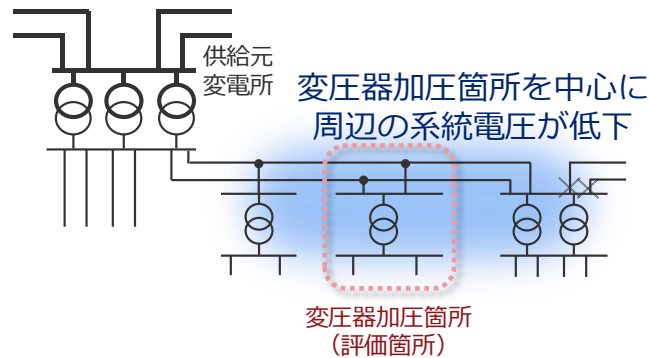 供給元
変電所
変圧器加圧箇所を中心に
周辺の系統電圧が低下
変圧器加圧箇所
（評価箇所）